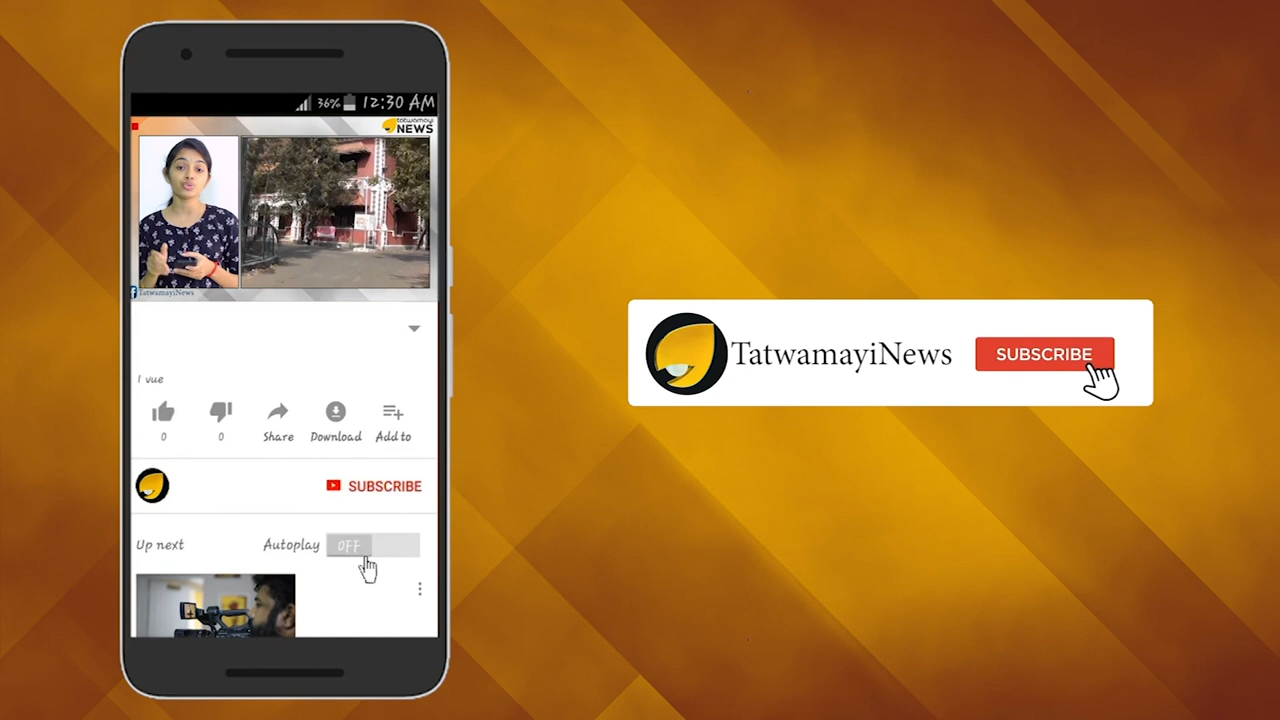 36% 12:30 AM
tatwamayi
NEWS
TatwamayiNews
1 vue
0 0 Share Download Add to
SUBSCRIBE
Up next Autoplay OFF
TatwamayiNews SUBSCRIBE